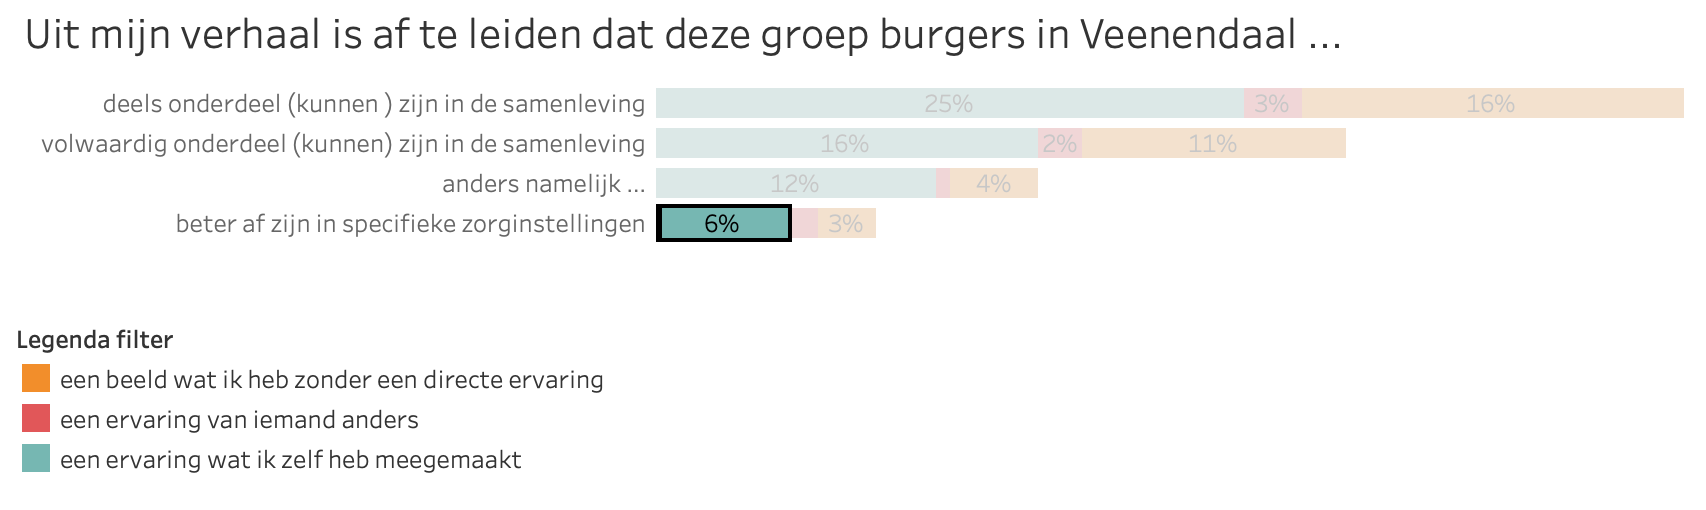 Uit mijn verhaal is af te leiden dat deze groep burgers in Veenendaal ...
deels onderdeel (kunnen ) zijn in de samenleving 25% 3% 16%
volwaardig onderdeel (kunnen) zijn in de samenleving 16% 2% 11%
anders namelijk ... 12% 4%
beter af zijn in specifieke zorginstellingen 6% 3%
Legenda filter
een beeld wat ik heb zonder een directe ervaring
een ervaring van iemand anders
een ervaring wat ik zelf heb meegemaakt